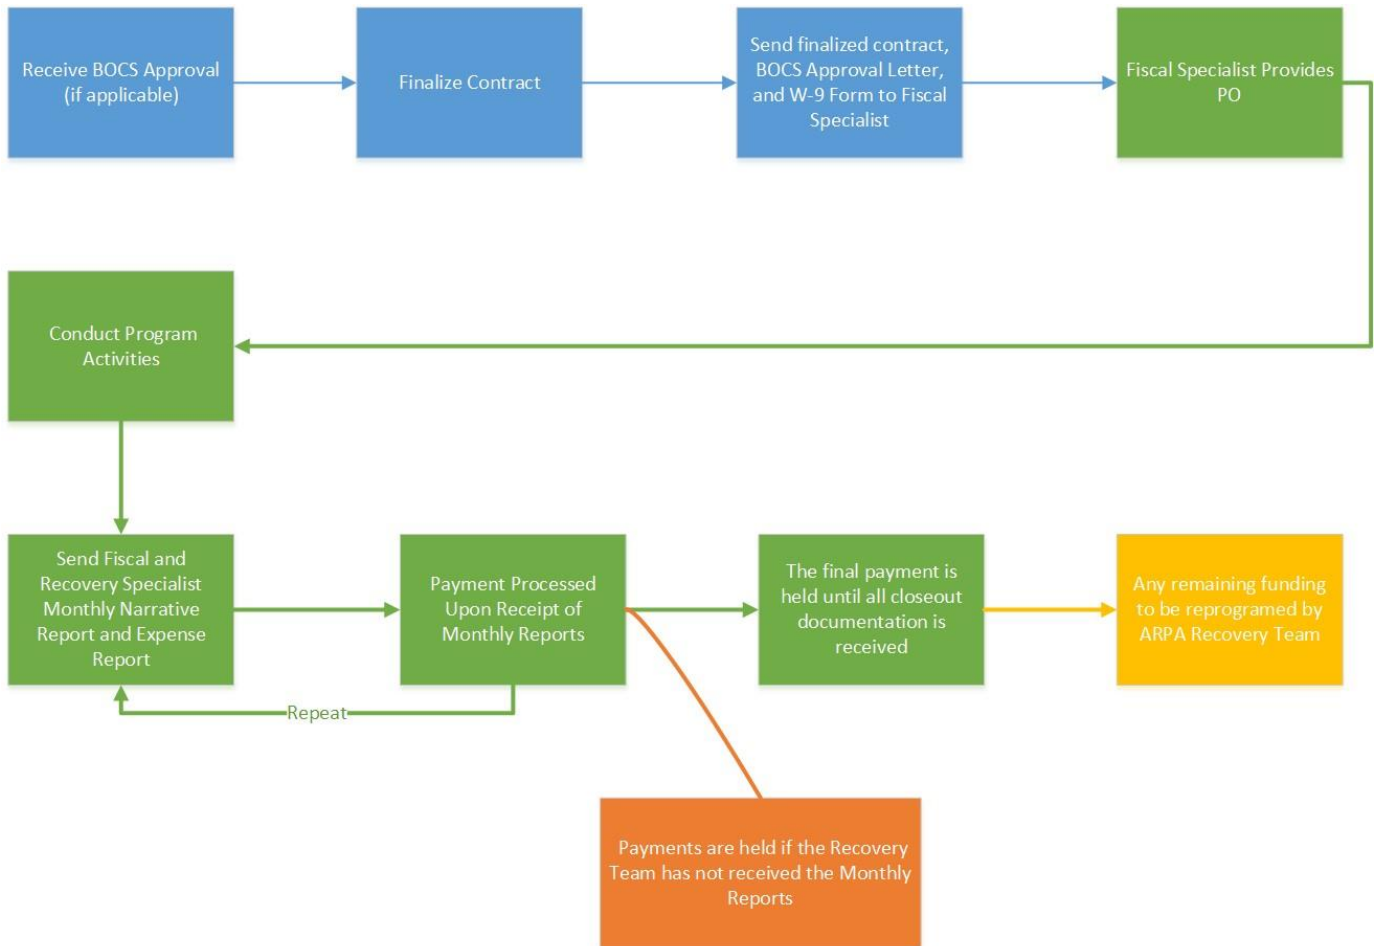 Receive BOCS Approval
(if applicable)
Finalize Contract
Send finalized contract,
BOCS Approval Letter,
and W-9 Form to Fiscal
Specialist
Fiscal Specialist Provides
PO
Conduct Program
Activities
Send Fiscal and
Recovery Specialist
Monthly Narrative
Report and Expense
Report
Payment Processed
Upon Receipt of
Monthly Reports
The final payment is
held until all closeout
documentation is
received
Any remaining funding
to be reprogramed by
ARPA Recovery Team
Repeat
Payments are held if the Recovery
Team has not received the Monthly
Reports